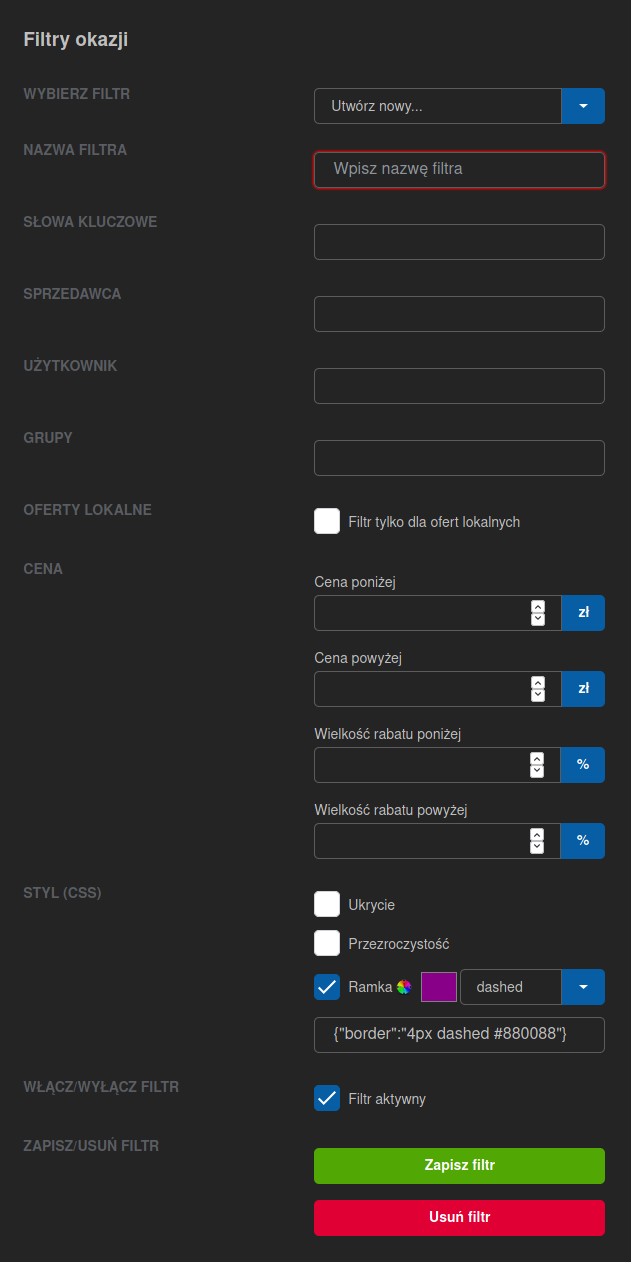 Filtry okazji
WYBIERZ FILTR
Utwórz nowy...
NAZWA FILTRA
Wpisz nazwę filtra
SŁOWA KLUCZOWE
SPRZEDAWCA
UŻYTKOWNIK
GRUPY
OFERTY LOKALNE
Filtr tylko dla ofert lokalnych
CENA
Cena poniżej
zł
Cena powyżej
zł
Wielkość rabatu poniżej
%
Wielkość rabatu powyżej
%
STYL (CSS)
Ukrycie
Przezroczystość
Ramka dashed
{"border":"4px dashed #880088"}
WŁĄCZ/WYŁĄCZ FILTR
Filtr aktywny
ZAPISZ/USUŃ FILTR
Zapisz filtr
Usuń filtr